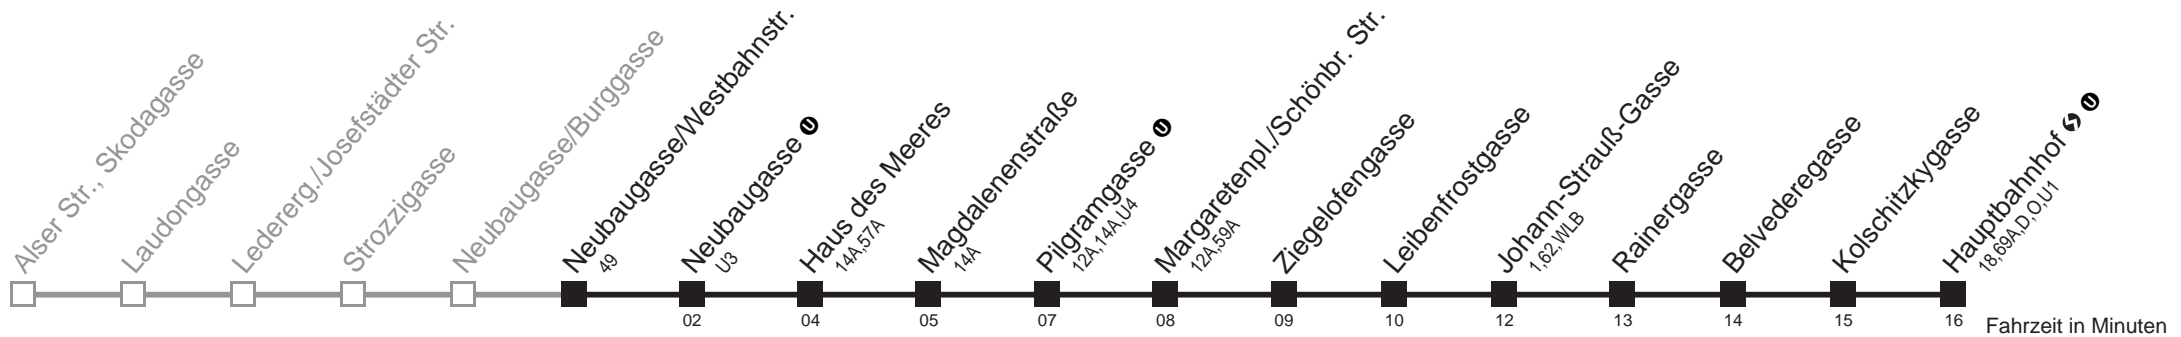 Alser Str., Skodagasse
Laudongasse
Ledererg./Josefstädter Str.
Strozzigasse
Neubaugasse/Burggasse
Neubaugasse/Westbahnstr.
49
Neubaugasse U
U3
Haus des Meeres
14A,57A
Magdalenenstraße
14A
Pilgramgasse U
12A,14A,U4
Margaretenpl./Schönbr. Str.
12A,59A
Ziegelofengasse
Leibenfrostgasse
Johann-Strauß-Gasse
1,62,WLB
Rainergasse
Belvederegasse
Kolschitzkygasse
Hauptbahnhof S U
18,69A,D,O,U1
02 04 05 07 08 09 10 12 13 14 15 16 Fahrzeit in Minuten